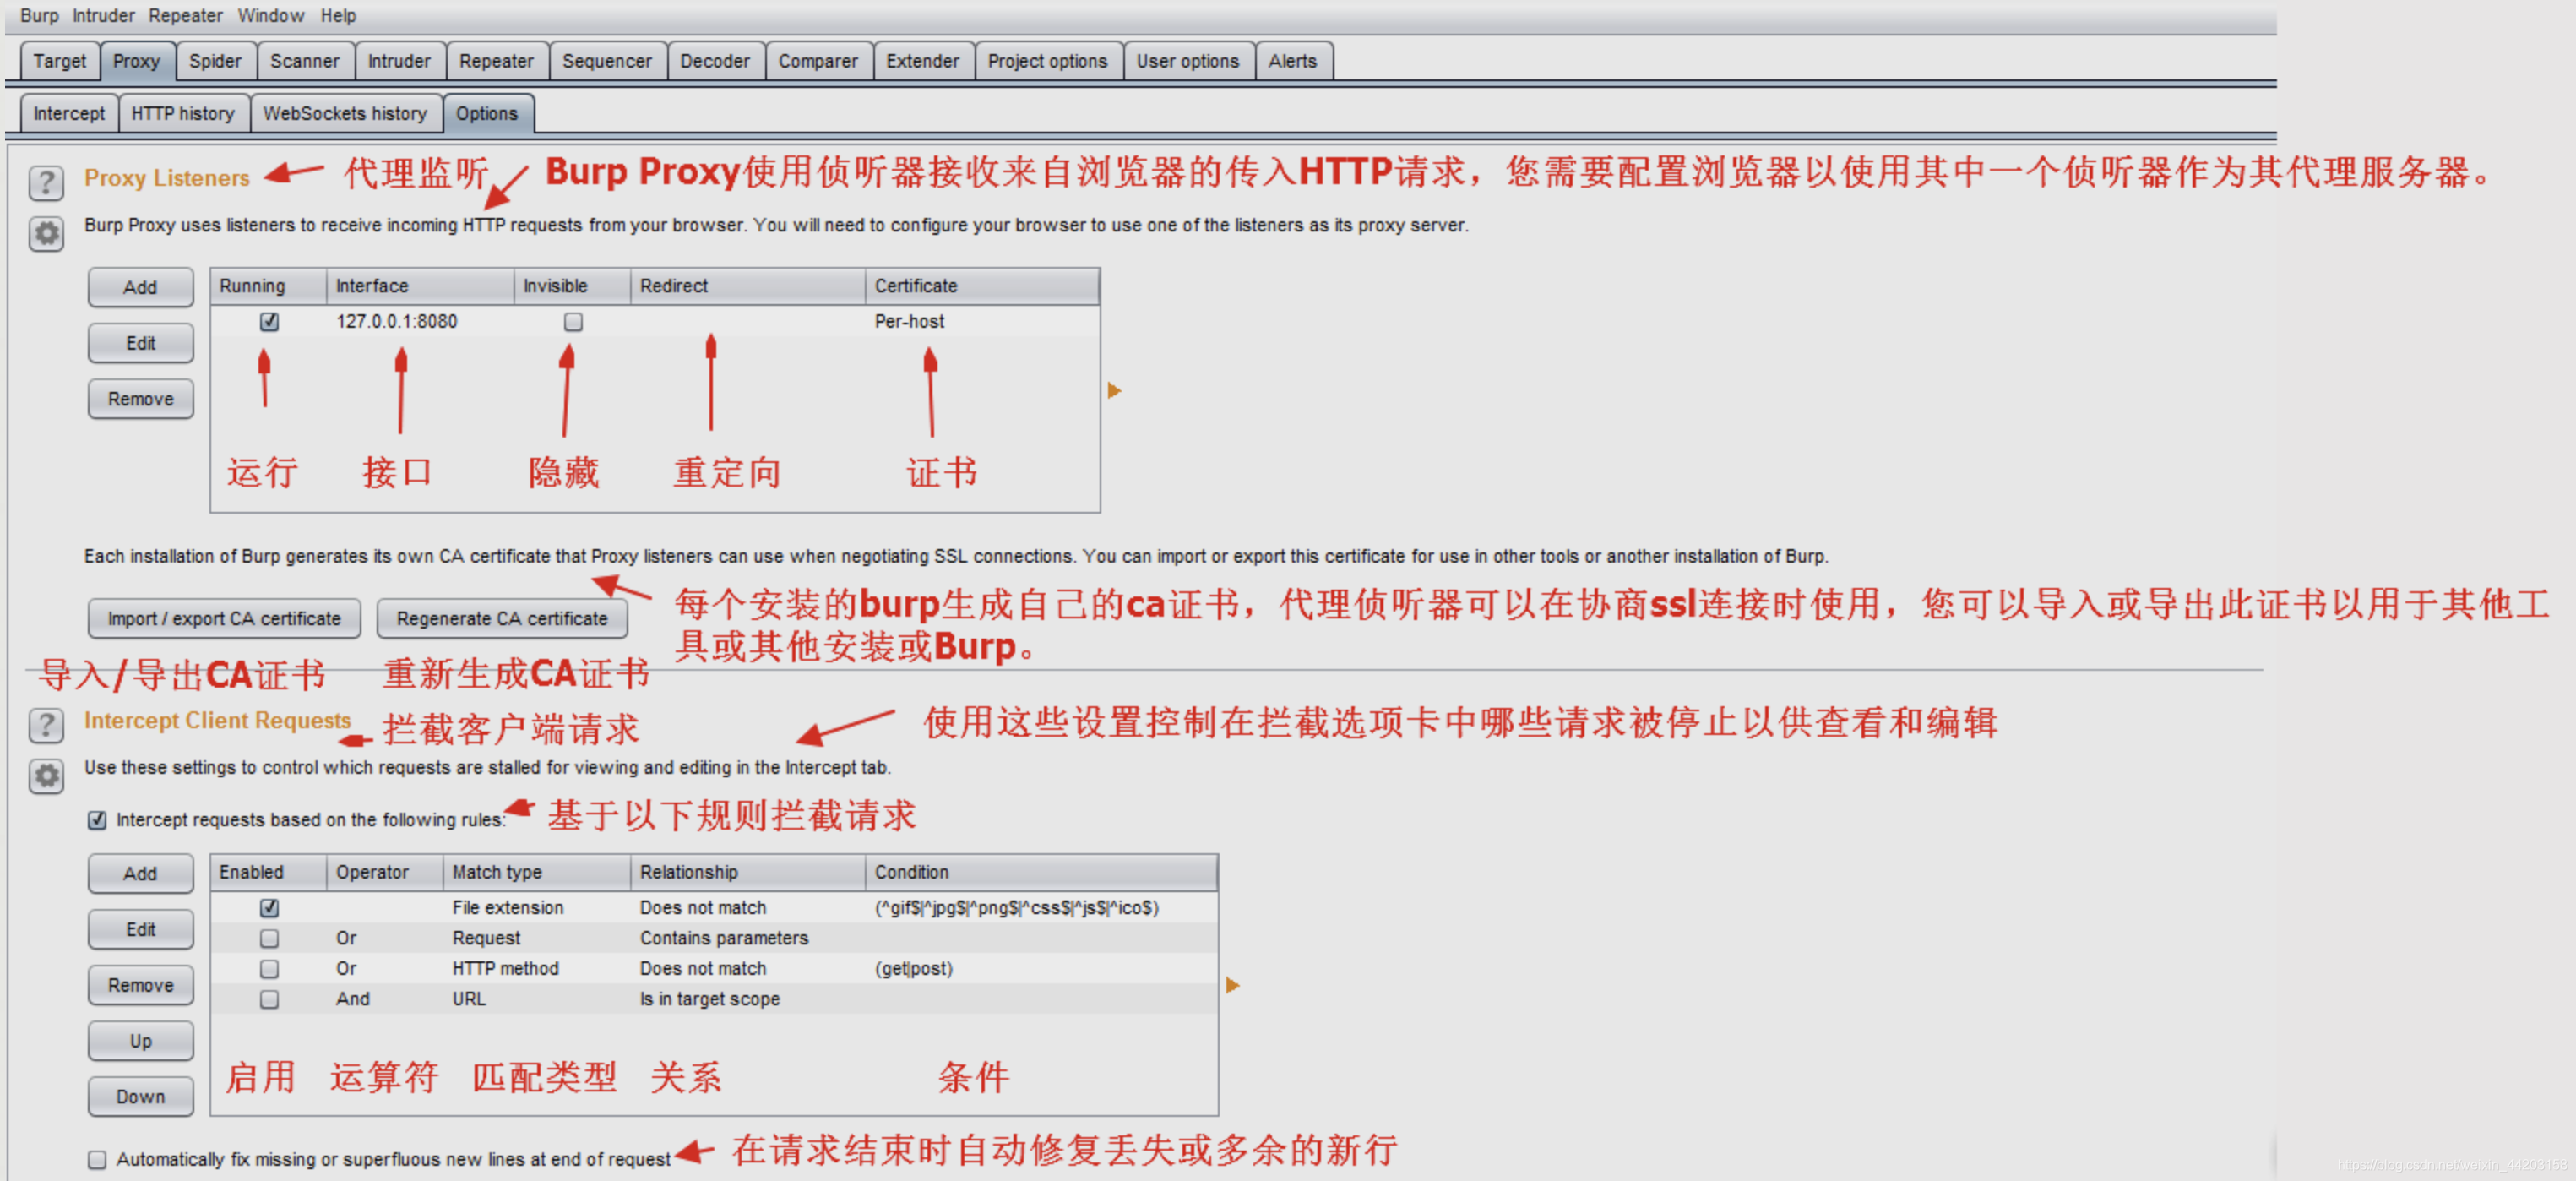 Burp Intruder Repeater Window Help
Target Proxy Spider Scanner Intruder Repeater Sequencer Decoder Comparer Extender Project options User options Alerts
Intercept HTTP history WebSockets history Options
Proxy Listeners 代理监听 Burp Proxy使用侦听器接收来自浏览器的传入HTTP请求，您需要配置浏览器以使用其中一个侦听器作为其代理服务器。
Burp Proxy uses listeners to receive incoming HTTP requests from your browser. You will need to configure your browser to use one of the listeners as its proxy server.
Add Running Interface Invisible Redirect Certificate
127.0.0.1:8080 Per-host
Edit
Remove
运行 接口 隐藏 重定向 证书
Each installation of Burp generates its own CA certificate that Proxy listeners can use when negotiating SSL connections. You can import or export this certificate for use in other tools or another installation of Burp.
每个安装的burp生成自己的ca证书，代理侦听器可以在协商ssl连接时使用，您可以导入或导出此证书以用于其他工
具或其他安装或Burp。
Import / export CA certificate Regenerate CA certificate
导入/导出CA证书 重新生成CA证书
Intercept Client Requests 拦截客户端请求 使用这些设置控制在拦截选项卡中哪些请求被停止以供查看和编辑
Use these settings to control which requests are stalled for viewing and editing in the Intercept tab.
Intercept requests based on the following rules: 基于以下规则拦截请求
Add Enabled Operator Match type Relationship Condition
File extension Does not match (^gif$|^jpg$|^png$|^css$|^js$|^ico$)
Edit Or Request Contains parameters
Or HTTP method Does not match (get|post)
Remove And URL Is in target scope
Up
启用 运算符 匹配类型 关系 条件
Down
Automatically fix missing or superfluous new lines at end of request 在请求结束时自动修复丢失或多余的新行
https://blog.csdn.net/weixin_44203158